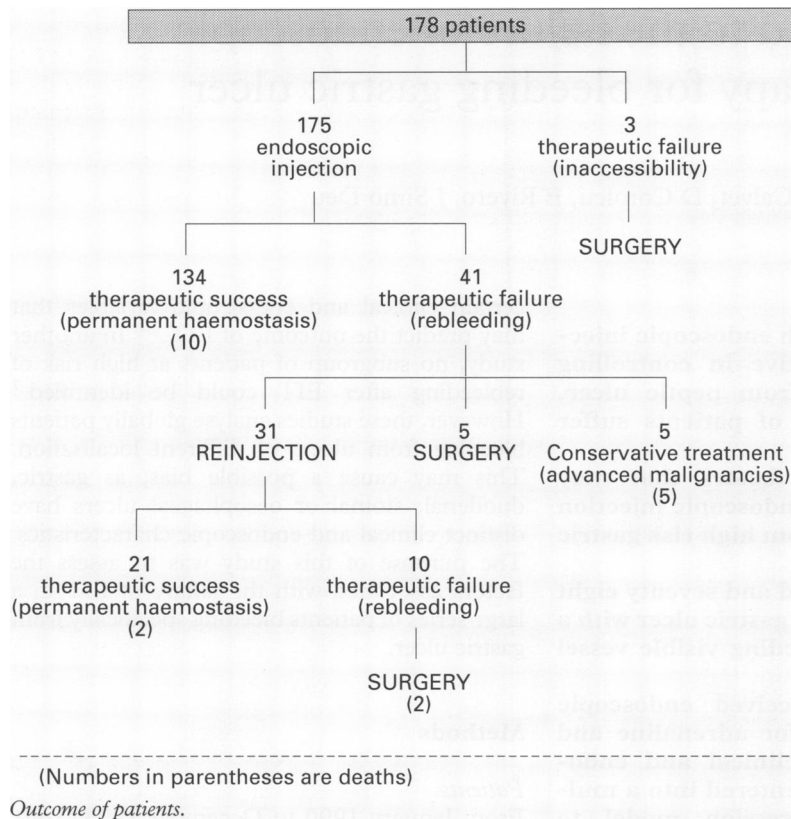 178 patients
175
endoscopic
injection
3
therapeutic failure
(inaccessibility)
SURGERY
134
therapeutic success
(permanent haemostasis)
(10)
41
therapeutic failure
(rebleeding)
31
REINJECTION
5
SURGERY
5
Conservative treatment
(advanced malignancies)
(5)
21
therapeutic success
(permanent haemostasis)
(2)
10
therapeutic failure
(rebleeding)
SURGERY
(2)
(Numbers in parentheses are deaths)
Outcome of patients.